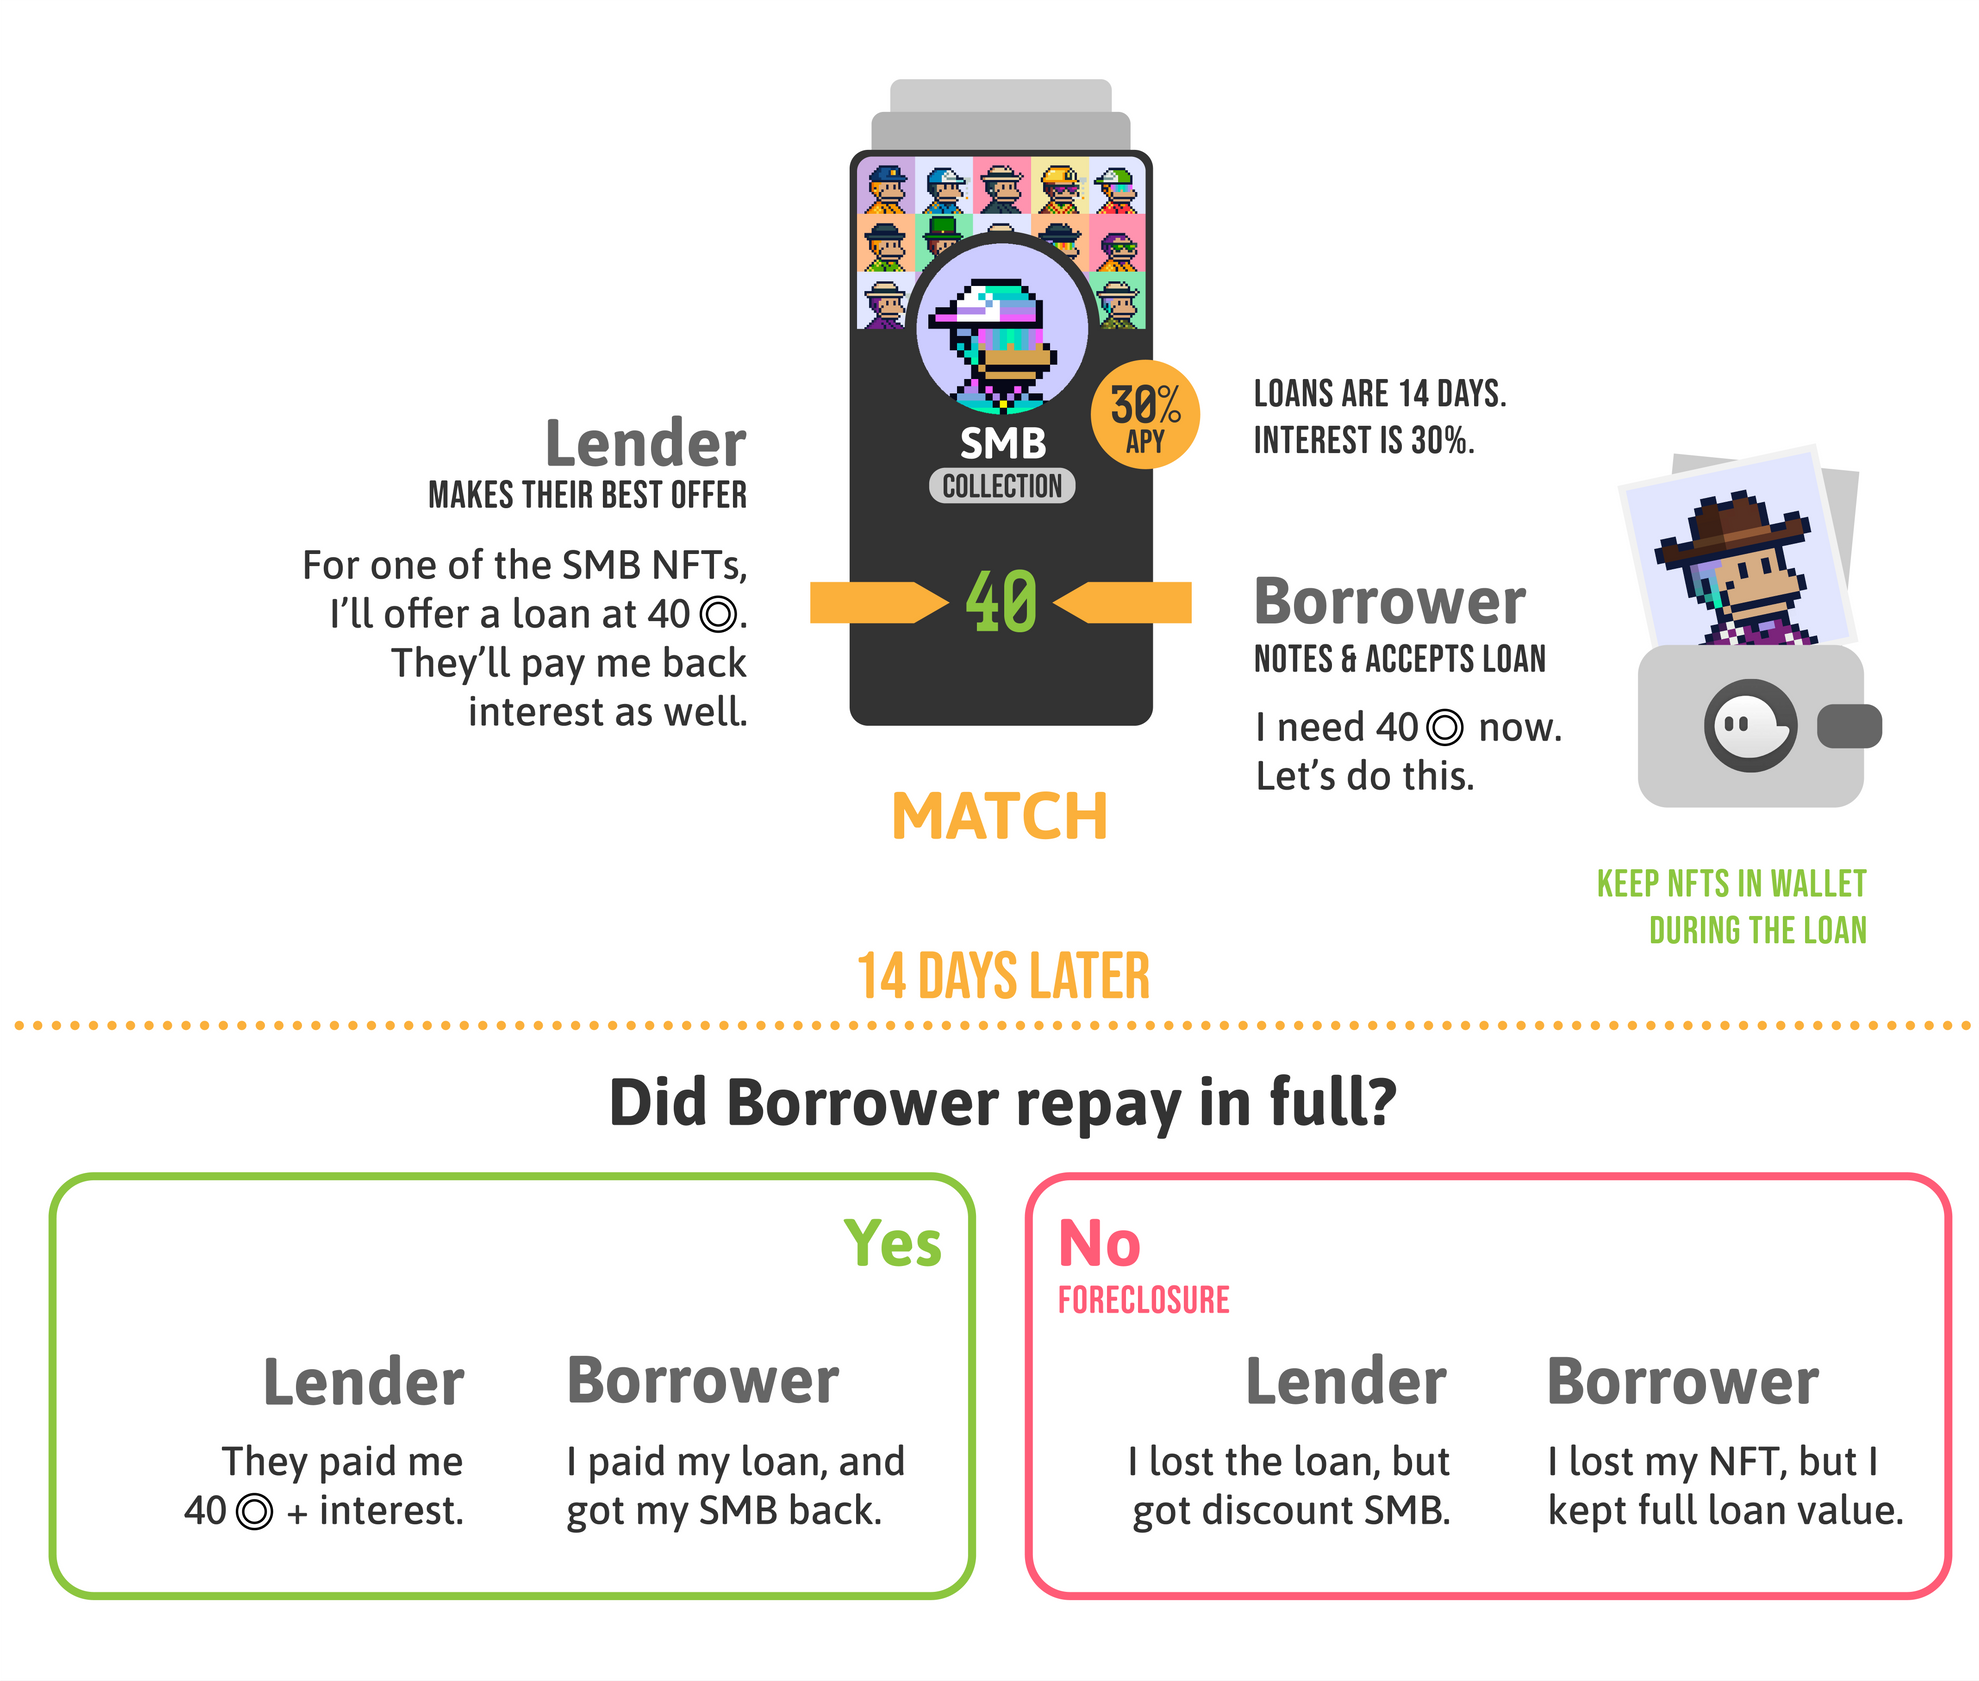 30%
APY
SMB
COLLECTION
40
Lender
MAKES THEIR BEST OFFER
For one of the SMB NFTs,
I'll offer a loan at 40 ◎.
They'll pay me back
interest as well.
LOANS ARE 14 DAYS.
INTEREST IS 30%.
Borrower
NOTES & ACCEPTS LOAN
I need 40 ◎ now.
Let's do this.
MATCH
KEEP NFTS IN WALLET
DURING THE LOAN
14 DAYS LATER
Did Borrower repay in full?
Yes
Lender
They paid me
40 ◎ + interest.
Borrower
I paid my loan, and
got my SMB back.
No
FORECLOSURE
Lender
I lost the loan, but
got discount SMB.
Borrower
I lost my NFT, but I
kept full loan value.